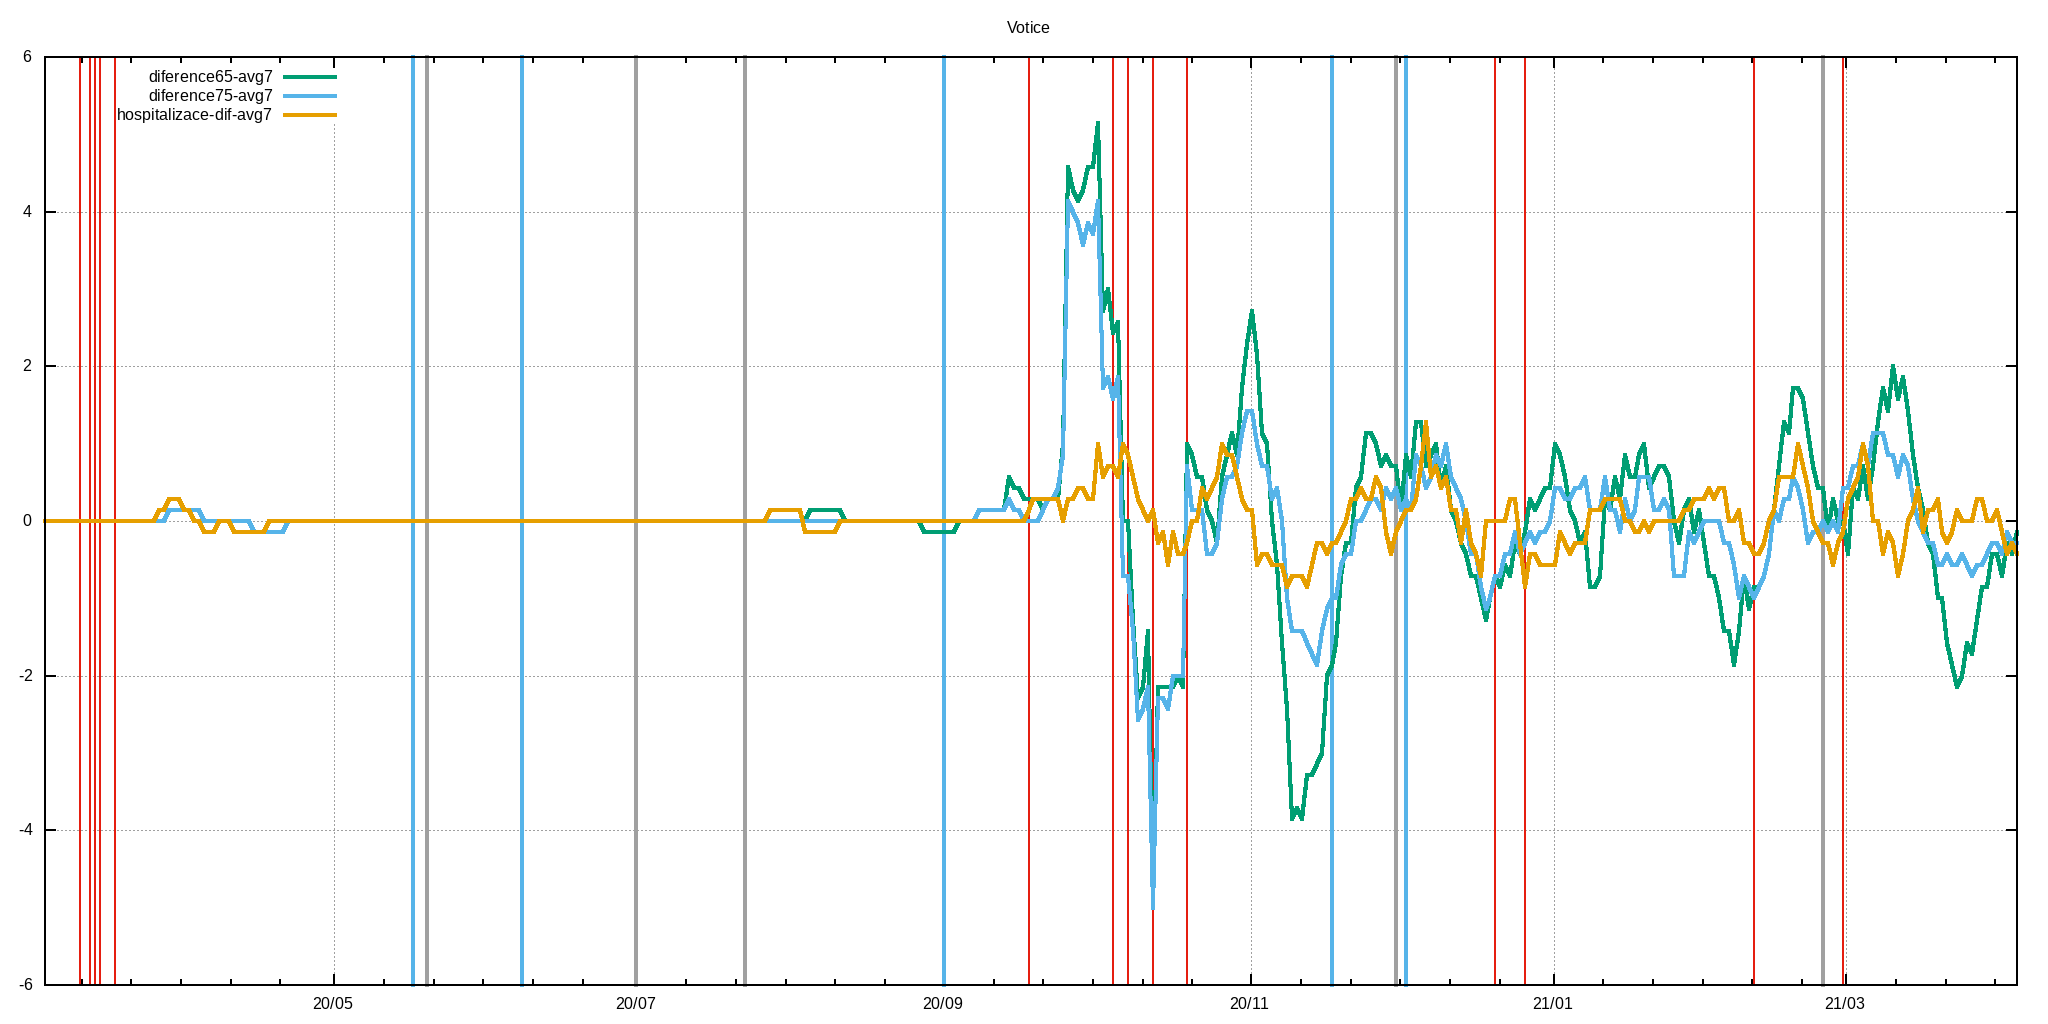 Votice
6
diference65-avg7
diference75-avg7
hospitalizace-dif-avg7
4
2
0
-2
-4
-6
20/05 20/07 20/09 20/11 21/01 21/03